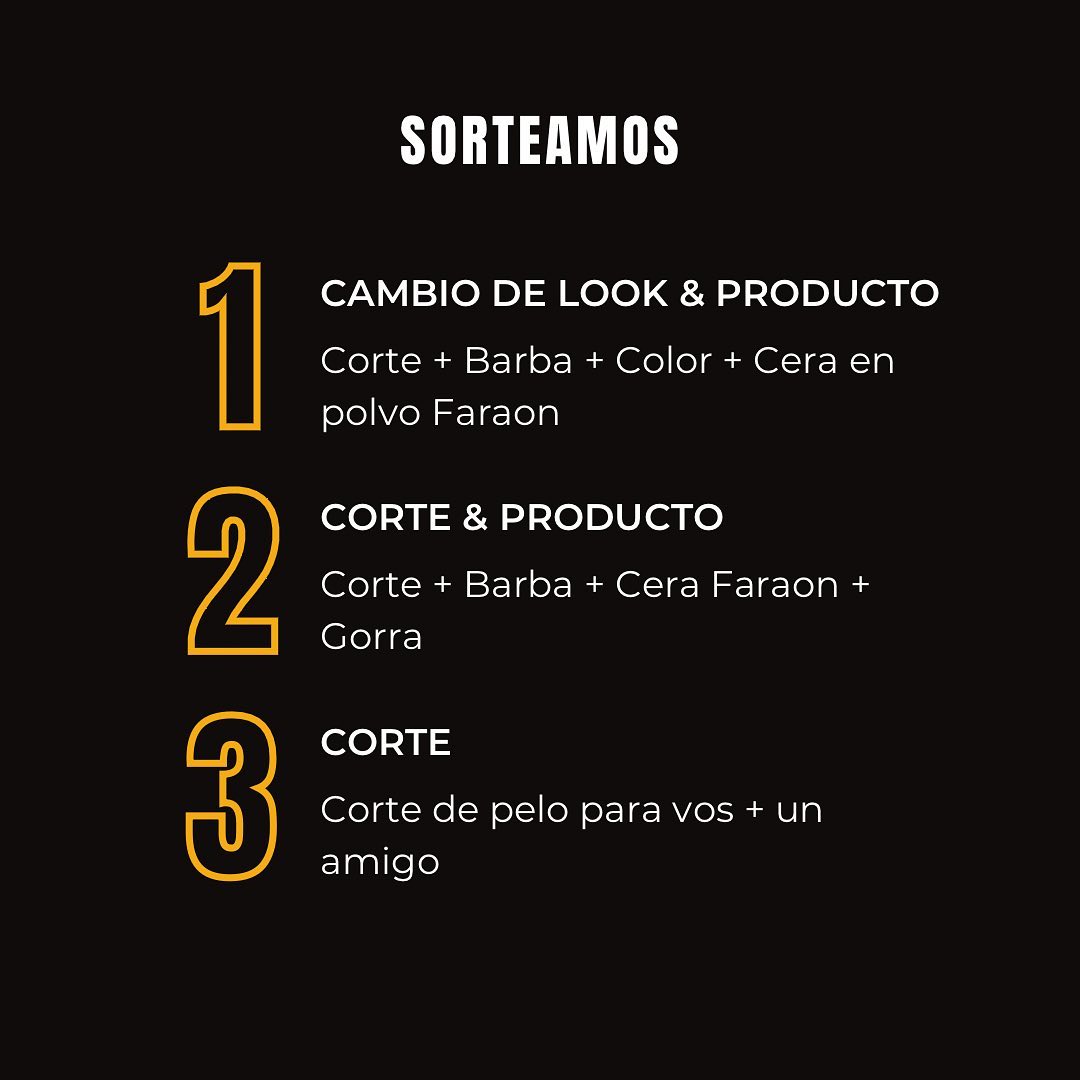 SORTEAMOS
1
CAMBIO DE LOOK & PRODUCTO
Corte + Barba + Color + Cera en
polvo Faraon
2
CORTE & PRODUCTO
Corte + Barba + Cera Faraon +
Gorra
3
CORTE
Corte de pelo para vos + un
amigo